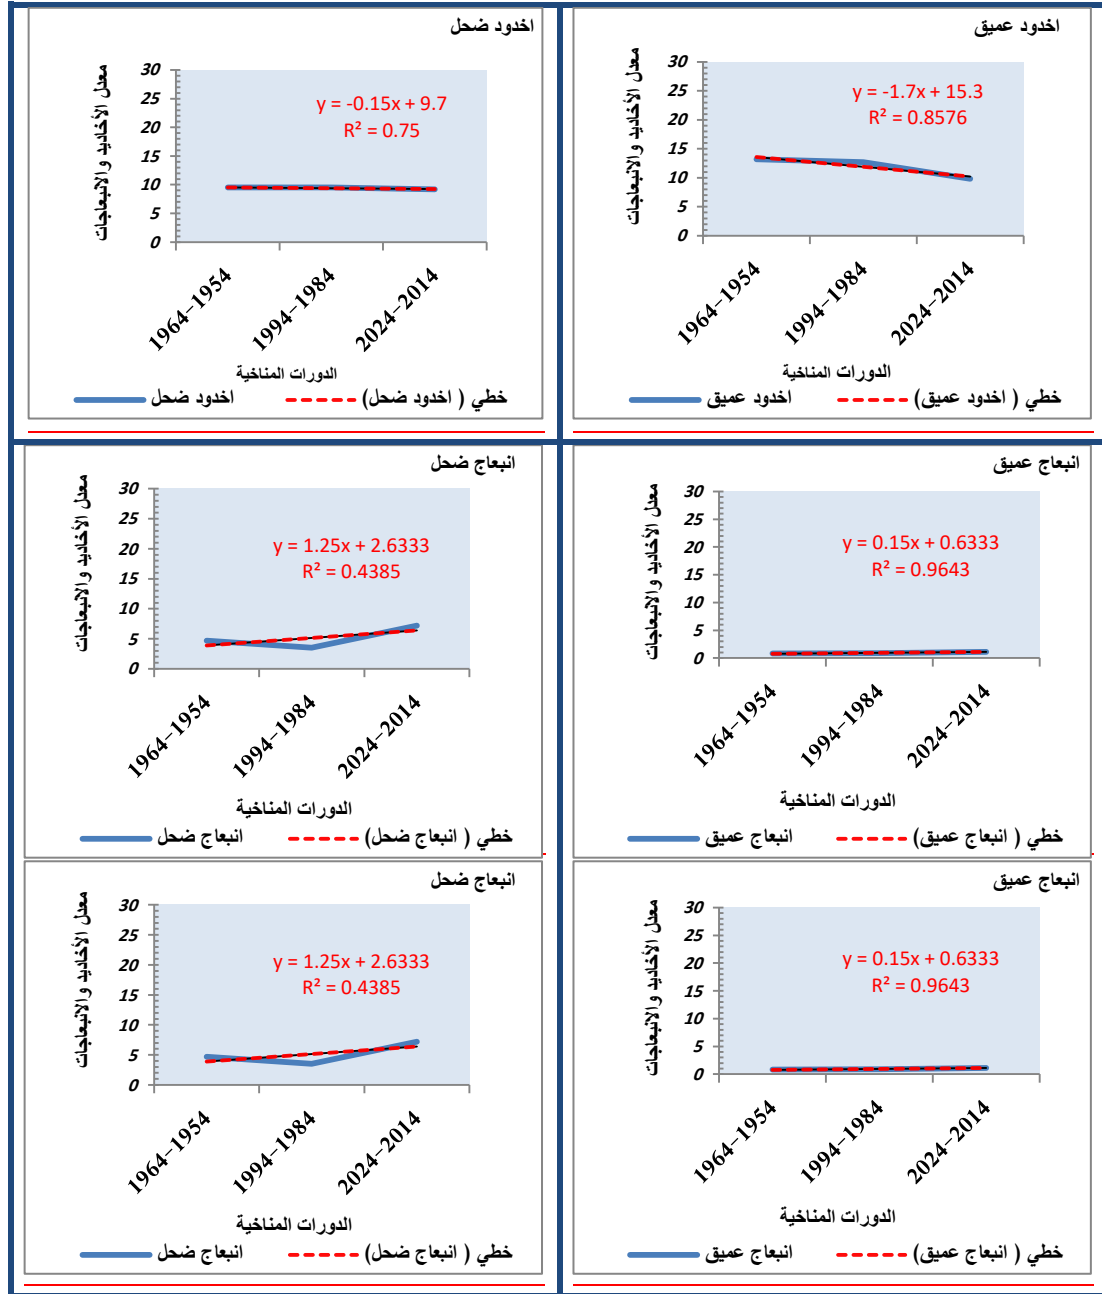 اخدود عميق
معدل الأخاديد والانبعاجات
30
25
20
15
10
5
0
y = -1.7x + 15.3
R² = 0.8576
1964-1954
1994-1984
2024-2014
الدورات المناخية
اخدود عميق
خطي ( اخدود عميق)
اخدود ضحل
معدل الأخاديد والانبعاجات
30
25
20
15
10
5
0
y = -0.15x + 9.7
R² = 0.75
1964-1954
1994-1984
2024-2014
الدورات المناخية
اخدود ضحل
خطي ( اخدود ضحل)
انبعاج عميق
معدل الأخاديد والانبعاجات
30
25
20
15
10
5
0
y = 0.15x + 0.6333
R² = 0.9643
1964-1954
1994-1984
2024-2014
الدورات المناخية
انبعاج عميق
خطي ( انبعاج عميق)
انبعاج ضحل
معدل الأخاديد والانبعاجات
30
25
20
15
10
5
0
y = 1.25x + 2.6333
R² = 0.4385
1964-1954
1994-1984
2024-2014
الدورات المناخية
انبعاج ضحل
خطي ( انبعاج ضحل)
انبعاج عميق
معدل الأخاديد والانبعاجات
30
25
20
15
10
5
0
y = 0.15x + 0.6333
R² = 0.9643
1964-1954
1994-1984
2024-2014
الدورات المناخية
انبعاج عميق
خطي ( انبعاج عميق)
انبعاج ضحل
معدل الأخاديد والانبعاجات
30
25
20
15
10
5
0
y = 1.25x + 2.6333
R² = 0.4385
1964-1954
1994-1984
2024-2014
الدورات المناخية
انبعاج ضحل
خطي ( انبعاج ضحل)